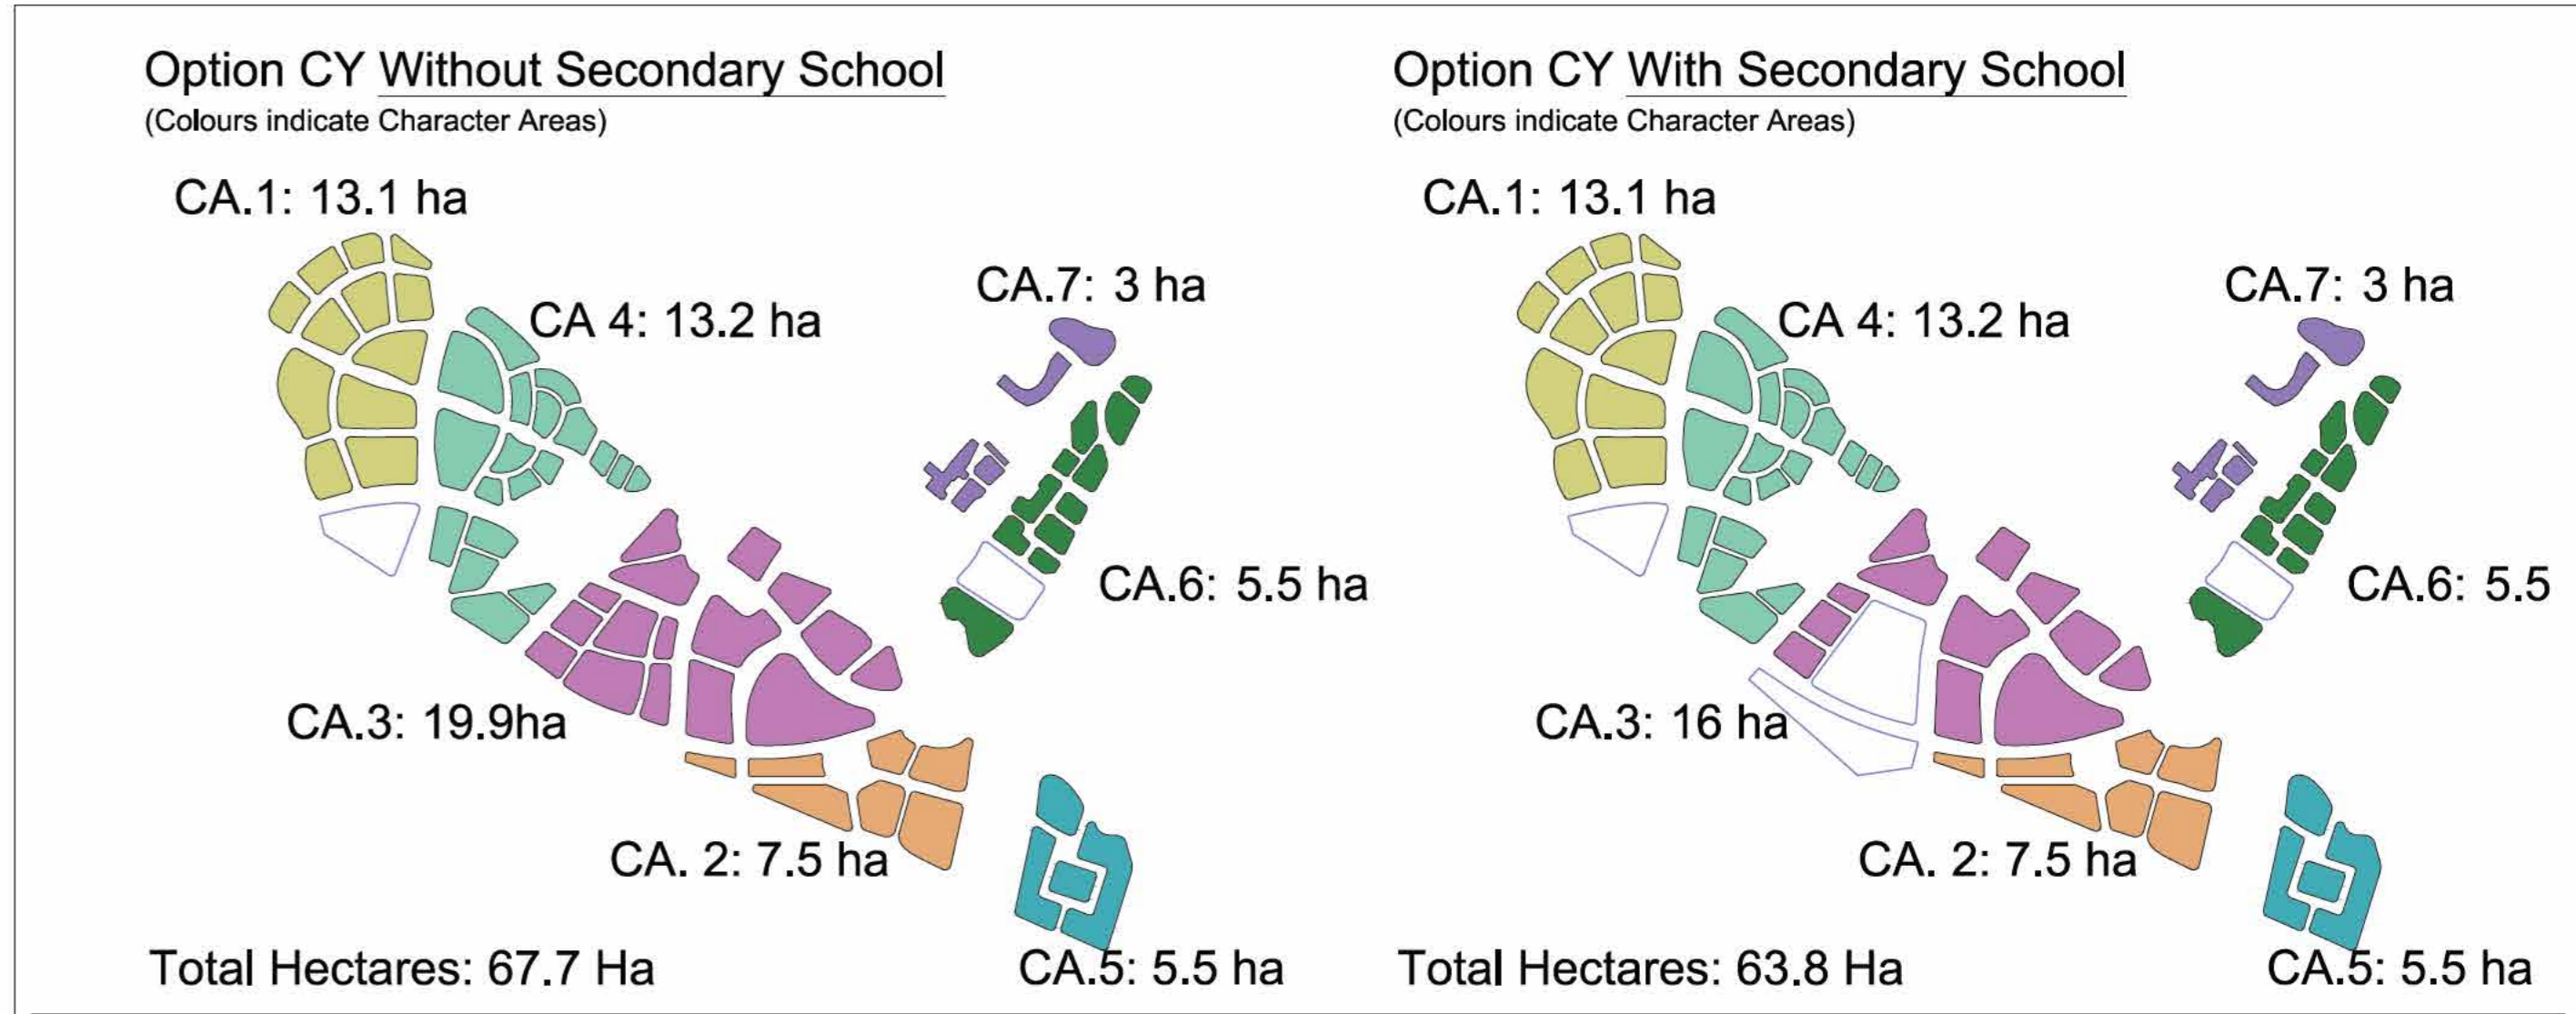 Option CY Without Secondary School
(Colours indicate Character Areas)
CA.1: 13.1 ha
CA.7: 3 ha
CA 4: 13.2 ha
CA.6: 5.5 ha
CA.3: 19.9ha
CA. 2: 7.5 ha
Total Hectares: 67.7 Ha
CA.5: 5.5 ha
Option CY With Secondary School
(Colours indicate Character Areas)
CA.1: 13.1 ha
CA.7: 3 ha
CA 4: 13.2 ha
CA.6: 5.5
CA.3: 16 ha
CA. 2: 7.5 ha
Total Hectares: 63.8 Ha
CA.5: 5.5 ha